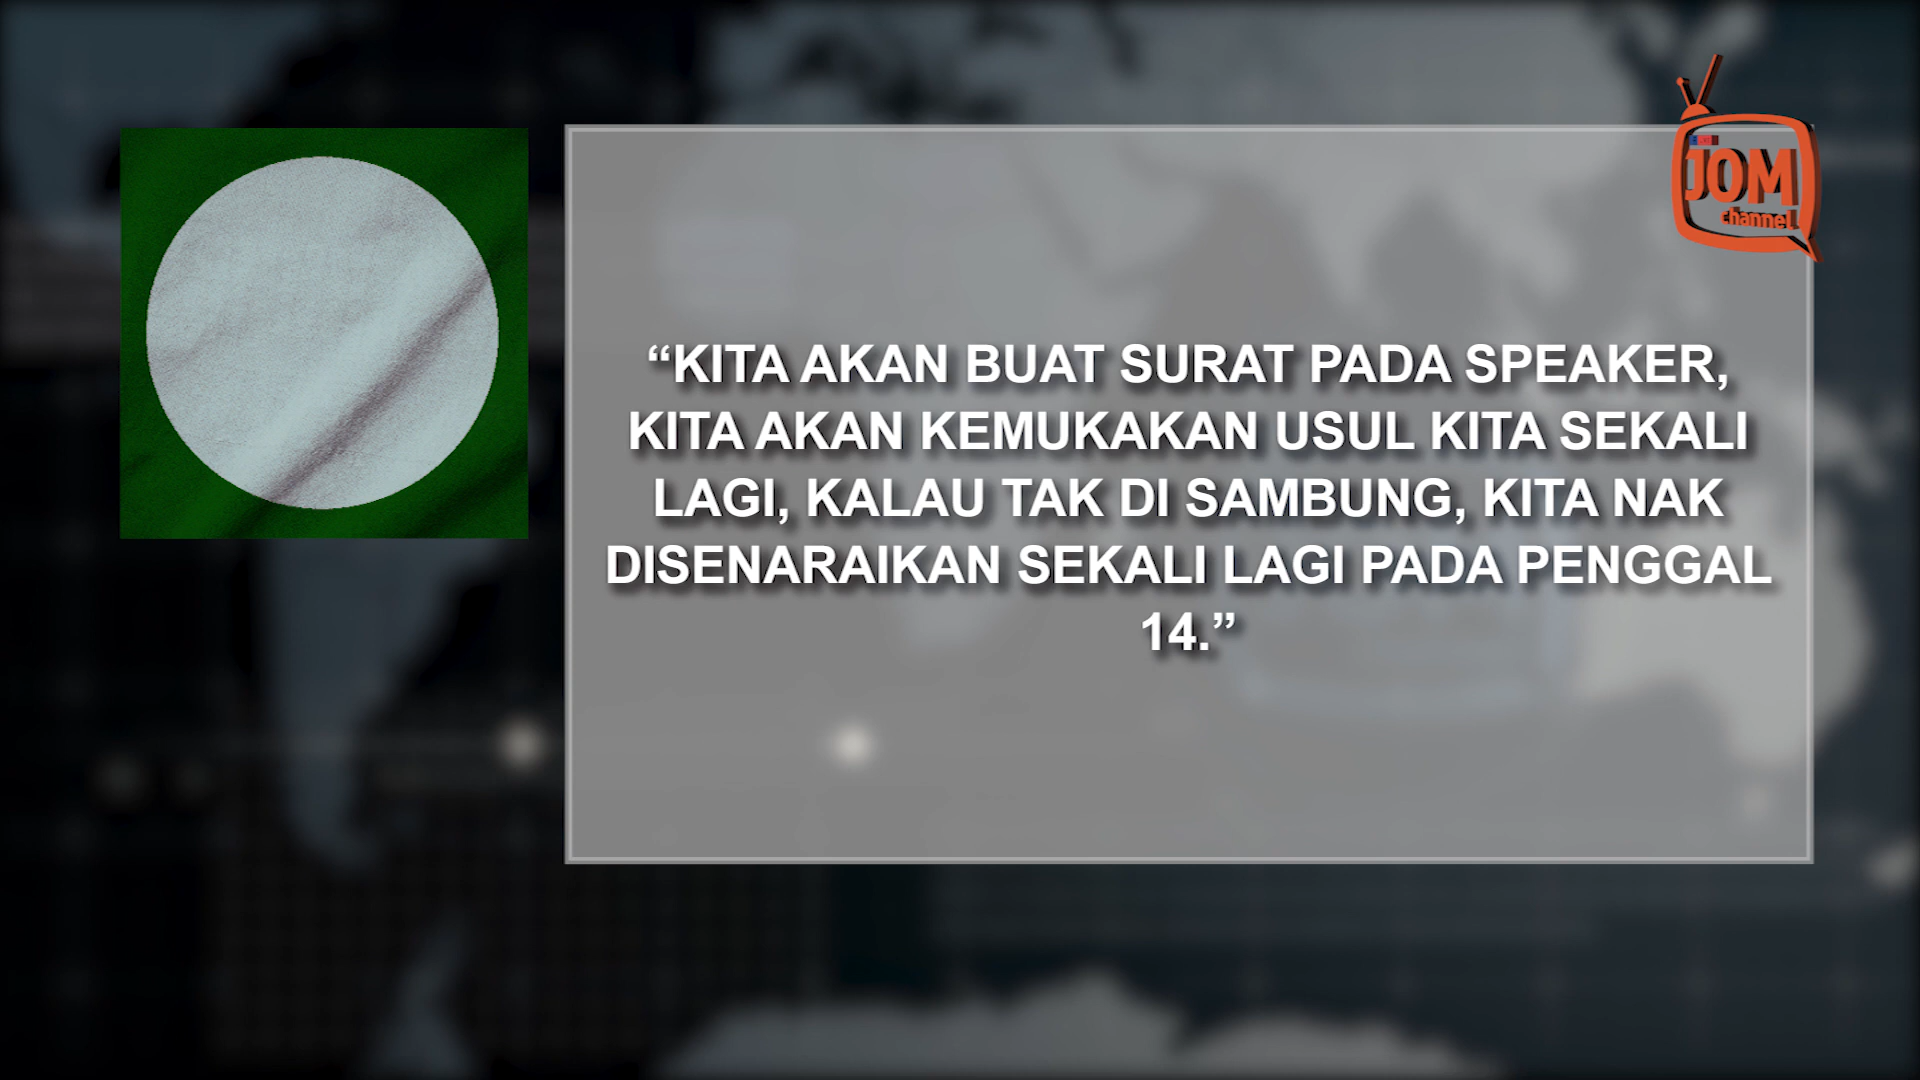 JOM
channel
“KITA AKAN BUAT SURAT PADA SPEAKER,
KITA AKAN KEMUKAKAN USUL KITA SEKALI
LAGI, KALAU TAK DI SAMBUNG, KITA NAK
DISENARAIKAN SEKALI LAGI PADA PENGGAL
14.”